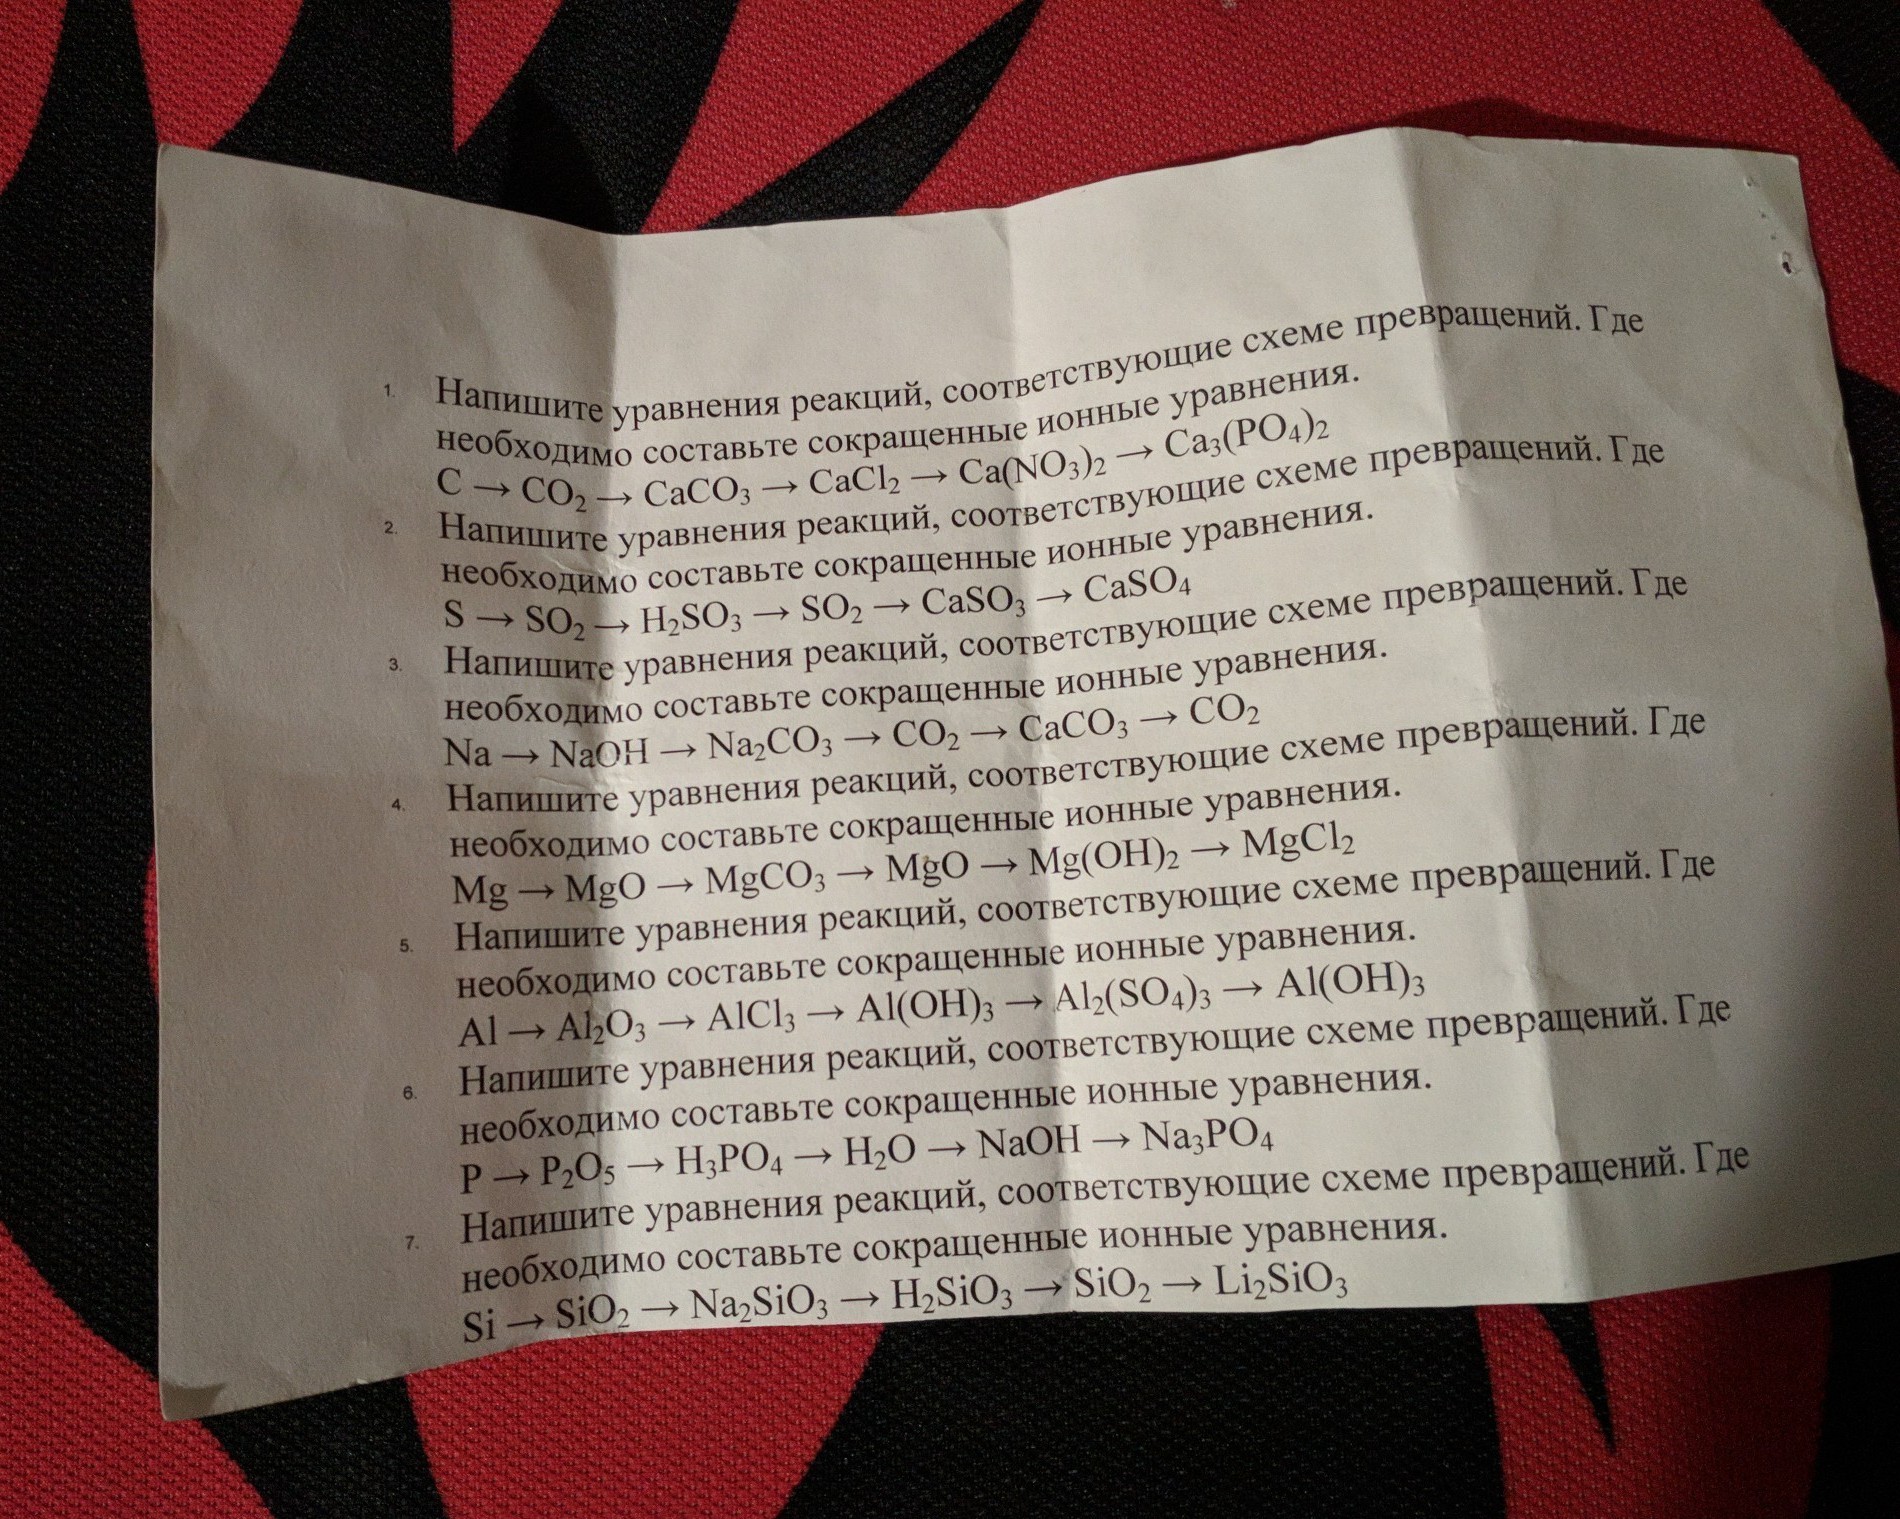 1. Напишите уравнения реакций, соответствующие схеме превращений. Где
необходимо составьте сокращенные ионные уравнения.
C → CO₂ → CaCO₃ → CaCl₂ → Ca(NO₃)₂ → Ca₃(PO₄)₂
2. Напишите уравнения реакций, соответствующие схеме превращений. Где
необходимо составьте сокращенные ионные уравнения.
S → SO₂ → H₂SO₃ → SO₂ → CaSO₃ → CaSO₄
3. Напишите уравнения реакций, соответствующие схеме превращений. Где
необходимо составьте сокращенные ионные уравнения.
Na → NaOH → Na₂CO₃ → CO₂ → CaCO₃ → CO₂
4. Напишите уравнения реакций, соответствующие схеме превращений. Где
необходимо составьте сокращенные ионные уравнения.
Mg → MgO → MgCO₃ → MgO → Mg(OH)₂ → MgCl₂
5. Напишите уравнения реакций, соответствующие схеме превращений. Где
необходимо составьте сокращенные ионные уравнения.
Al → Al₂O₃ → AlCl₃ → Al(OH)₃ → Al₂(SO₄)₃ → Al(OH)₃
6. Напишите уравнения реакций, соответствующие схеме превращений. Где
необходимо составьте сокращенные ионные уравнения.
P → P₂O₅ → H₃PO₄ → H₂O → NaOH → Na₃PO₄
7. Напишите уравнения реакций, соответствующие схеме превращений. Где
необходимо составьте сокращенные ионные уравнения.
Si → SiO₂ → Na₂SiO₃ → H₂SiO₃ → SiO₂ → Li₂SiO₃